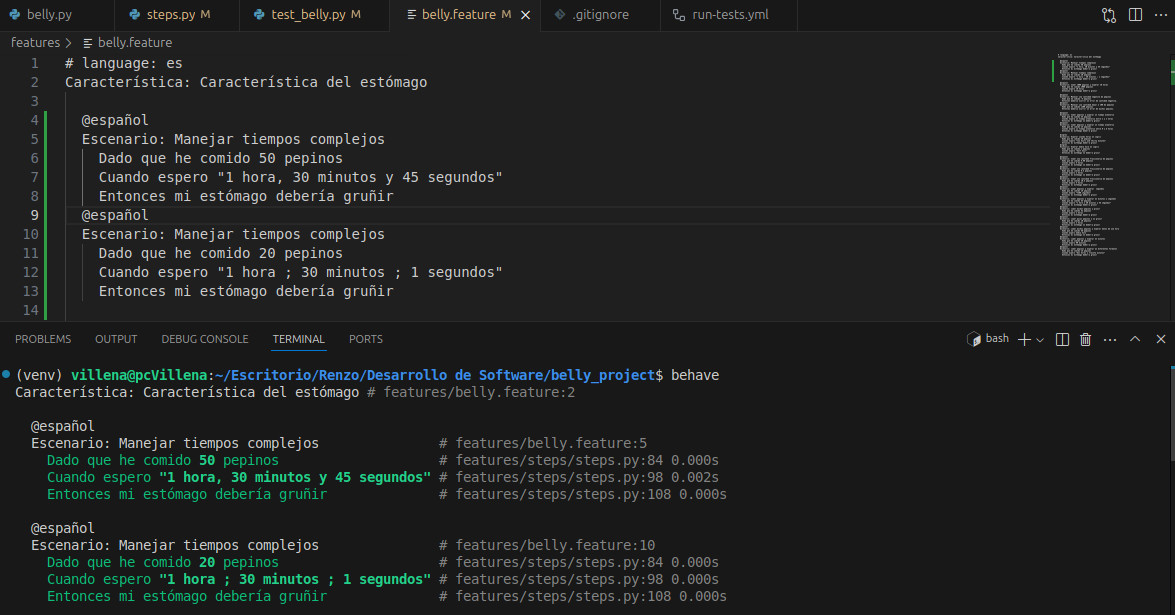 belly.py
steps.py M
test_belly.py M
belly.feature M
.gitignore
run-tests.yml
features > belly.feature
1 # language: es
2 Característica: Característica del estómago
3
4 @español
5 Escenario: Manejar tiempos complejos
6 Dado que he comido 50 pepinos
7 Cuando espero "1 hora, 30 minutos y 45 segundos"
8 Entonces mi estómago debería gruñir
9 @español
10 Escenario: Manejar tiempos complejos
11 Dado que he comido 20 pepinos
12 Cuando espero "1 hora ; 30 minutos ; 1 segundos"
13 Entonces mi estómago debería gruñir
14
PROBLEMS OUTPUT DEBUG CONSOLE TERMINAL PORTS
bash
(venv) villena@pcVillena:~/Escritorio/Renzo/Desarrollo de Software/belly_project$ behave
Característica: Característica del estómago # features/belly.feature:2
@español
Escenario: Manejar tiempos complejos # features/belly.feature:5
Dado que he comido 50 pepinos # features/steps/steps.py:84 0.000s
Cuando espero "1 hora, 30 minutos y 45 segundos" # features/steps/steps.py:98 0.002s
Entonces mi estómago debería gruñir # features/steps/steps.py:108 0.000s
@español
Escenario: Manejar tiempos complejos # features/belly.feature:10
Dado que he comido 20 pepinos # features/steps/steps.py:84 0.000s
Cuando espero "1 hora ; 30 minutos ; 1 segundos" # features/steps/steps.py:98 0.000s
Entonces mi estómago debería gruñir # features/steps/steps.py:108 0.000s